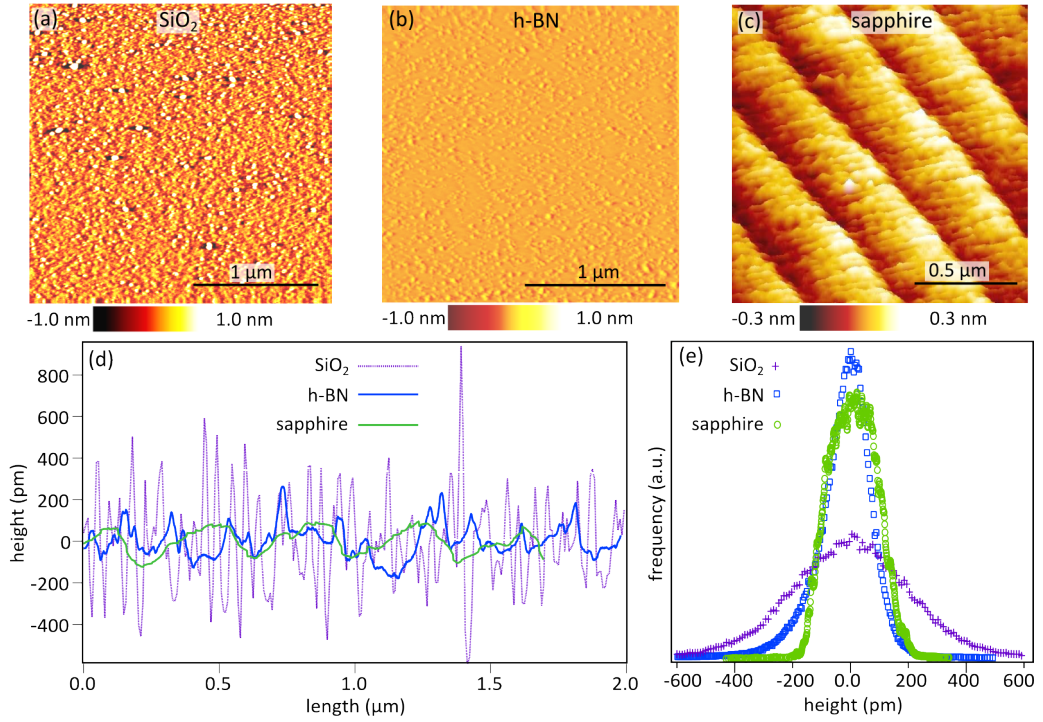 (a) SiO₂
(b) h-BN
(c) sapphire
1 μm
1 μm
0.5 μm
-1.0 nm 1.0 nm
-1.0 nm 1.0 nm
-0.3 nm 0.3 nm
(d)
SiO₂
h-BN
sapphire
800
600
400
200
0
-200
-400
height (pm)
0.0 0.5 1.0 1.5 2.0
length (μm)
(e)
SiO₂
h-BN
sapphire
frequency (a.u.)
-600 -400 -200 0.0 200 400 600
height (pm)